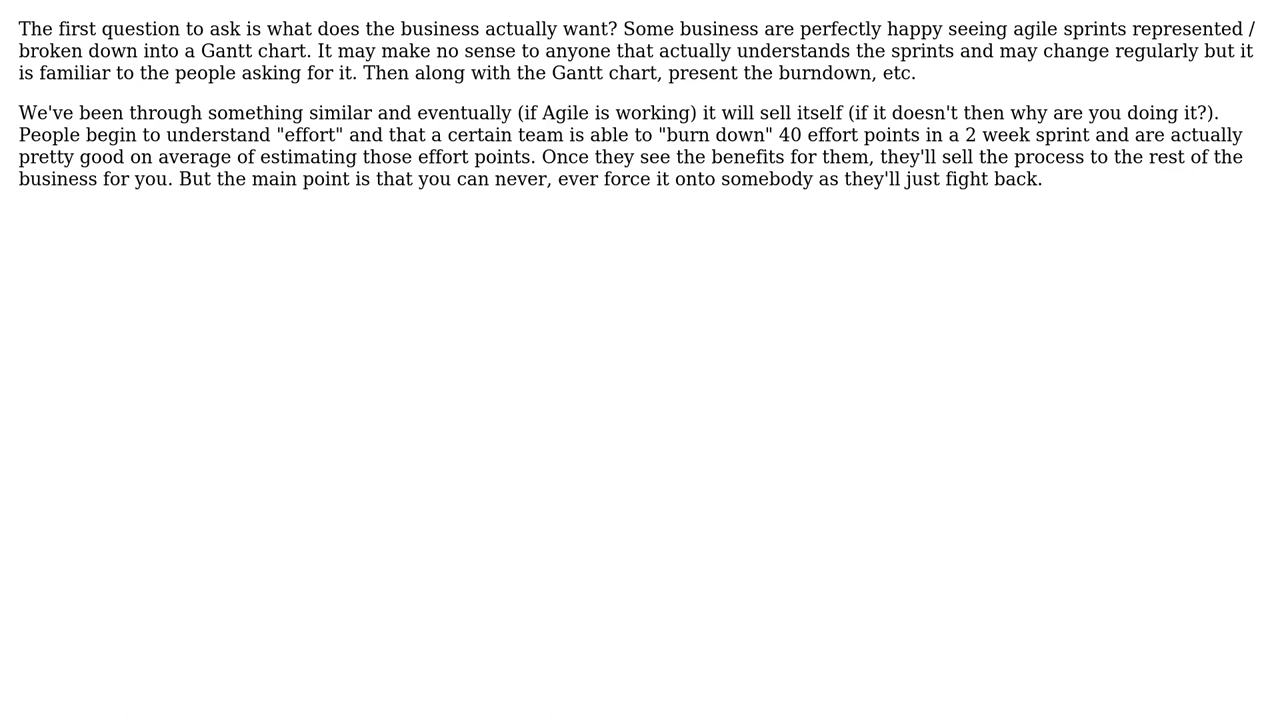 The first question to ask is what does the business actually want? Some business are perfectly happy seeing agile sprints represented /
broken down into a Gantt chart. It may make no sense to anyone that actually understands the sprints and may change regularly but it
is familiar to the people asking for it. Then along with the Gantt chart, present the burndown, etc.
We've been through something similar and eventually (if Agile is working) it will sell itself (if it doesn't then why are you doing it?).
People begin to understand "effort" and that a certain team is able to "burn down" 40 effort points in a 2 week sprint and are actually
pretty good on average of estimating those effort points. Once they see the benefits for them, they'll sell the process to the rest of the
business for you. But the main point is that you can never, ever force it onto somebody as they'll just fight back.